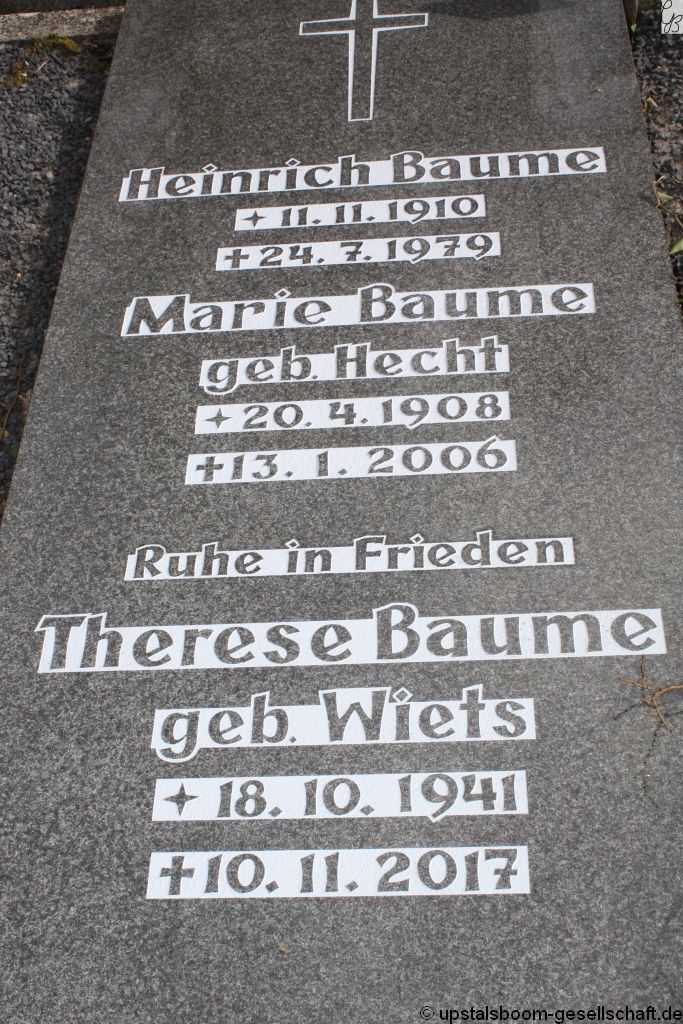 Heinrich Baume
✦ 11. 11. 1910
✝ 24. 7. 1979
Marie Baume
geb. Hecht
✦ 20. 4. 1908
✝ 13. 1. 2006
Ruhe in Frieden
Therese Baume
geb. Wiets
✦ 18. 10. 1941
✝ 10. 11. 2017
© upstalsboom-gesellschaft.de